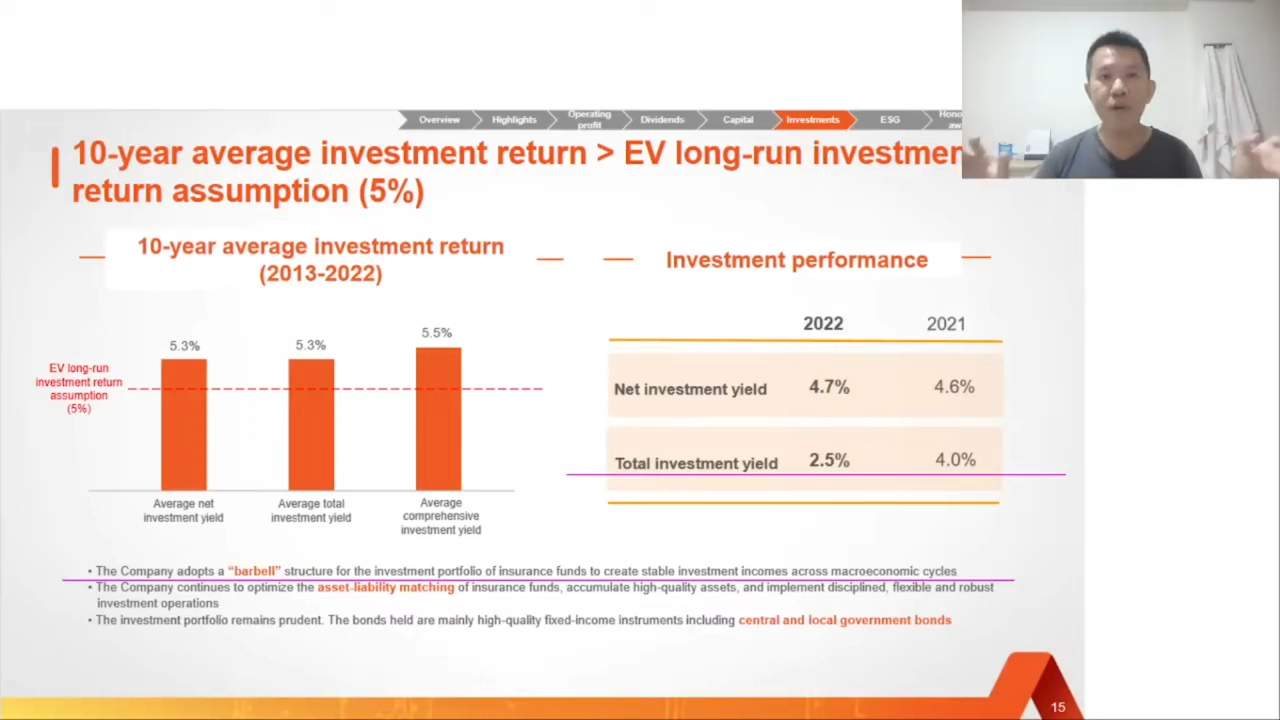 Overview
Highlights
Operating
profit
Dividends
Capital
Investments
ESG
10-year average investment return > EV long-run
return assumption (5%)
10-year average investment return
(2013-2022)
Investment performance
2022 2021
5.3%
5.3%
5.5%
EV long-run
investment return
assumption
(5%)
Net investment yield 4.7% 4.6%
Total investment yield 2.5% 4.0%
Average net
investment yield
Average total
investment yield
Average
comprehensive
investment yield
• The Company adopts a “barbell” structure for the investment portfolio of insurance funds to create stable investment incomes across macroeconomic cycles
• The Company continues to optimize the asset-liability matching of insurance funds, accumulate high-quality assets, and implement disciplined, flexible and robust
investment operations
• The investment portfolio remains prudent. The bonds held are mainly high-quality fixed-income instruments including central and local government bonds
15